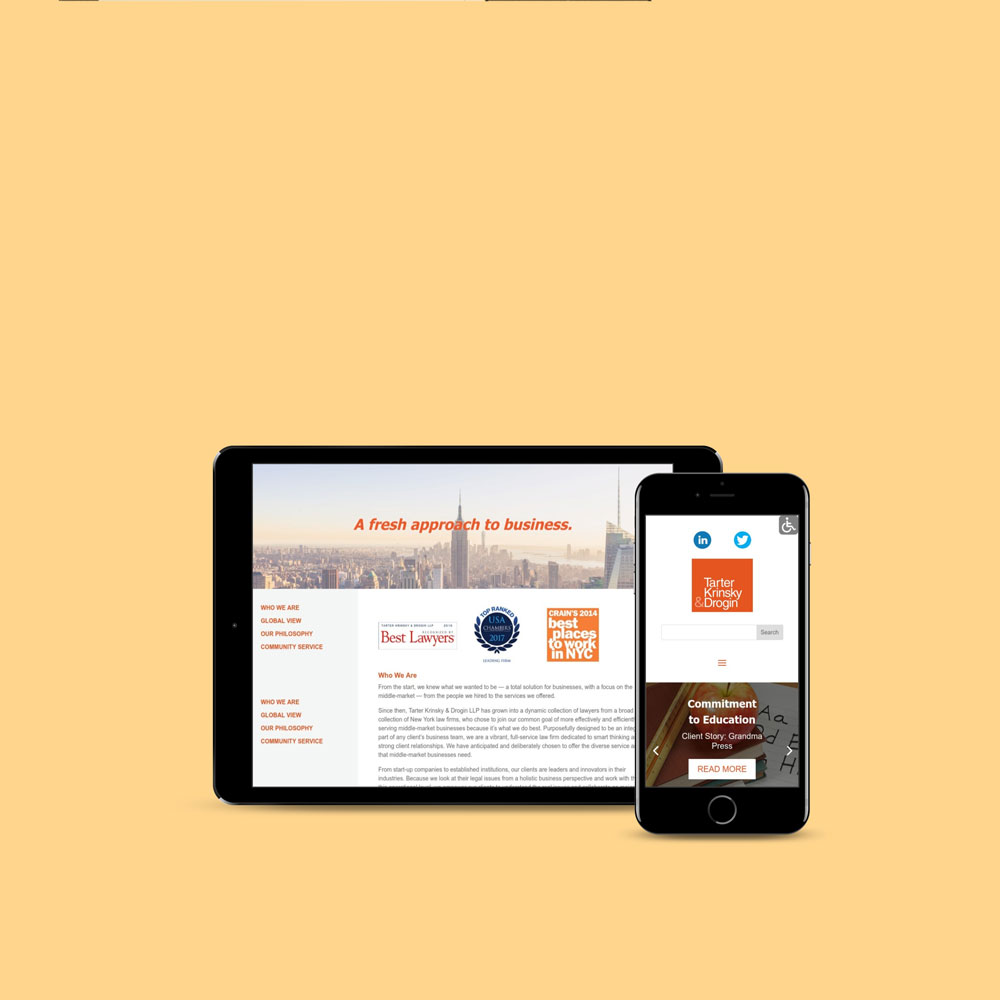 A fresh approach to business.
WHO WE ARE
GLOBAL VIEW
OUR PHILOSOPHY
COMMUNITY SERVICE
WHO WE ARE
GLOBAL VIEW
OUR PHILOSOPHY
COMMUNITY SERVICE
TARTER KRINSKY & DROGIN LLP 2018
RECOGNIZED BY
Best Lawyers
TOP RANKED
USA
CHAMBERS
2017
LEADING FIRM
CRAIN'S 2014
best
places
to work
in NYC
Who We Are
From the start, we knew what we wanted to be — a total solution for businesses, with a focus on the
middle-market — from the people we hired to the services we offered.
Since then, Tarter Krinsky & Drogin LLP has grown into a dynamic collection of lawyers from a broad
collection of New York law firms, who chose to join our common goal of more effectively and efficient
serving middle-market businesses because it's what we do best. Purposefully designed to be an integ
part of any client's business team, we are a vibrant, full-service law firm dedicated to smart thinking a
strong client relationships. We have anticipated and deliberately chosen to offer the diverse service a
that middle-market businesses need.
From start-up companies to established institutions, our clients are leaders and innovators in their
industries. Because we look at their legal issues from a holistic business perspective and work with th
in
Tarter
Krinsky
&Drogin
Search
Commitment
to Education
Client Story: Grandma
Press
READ MORE